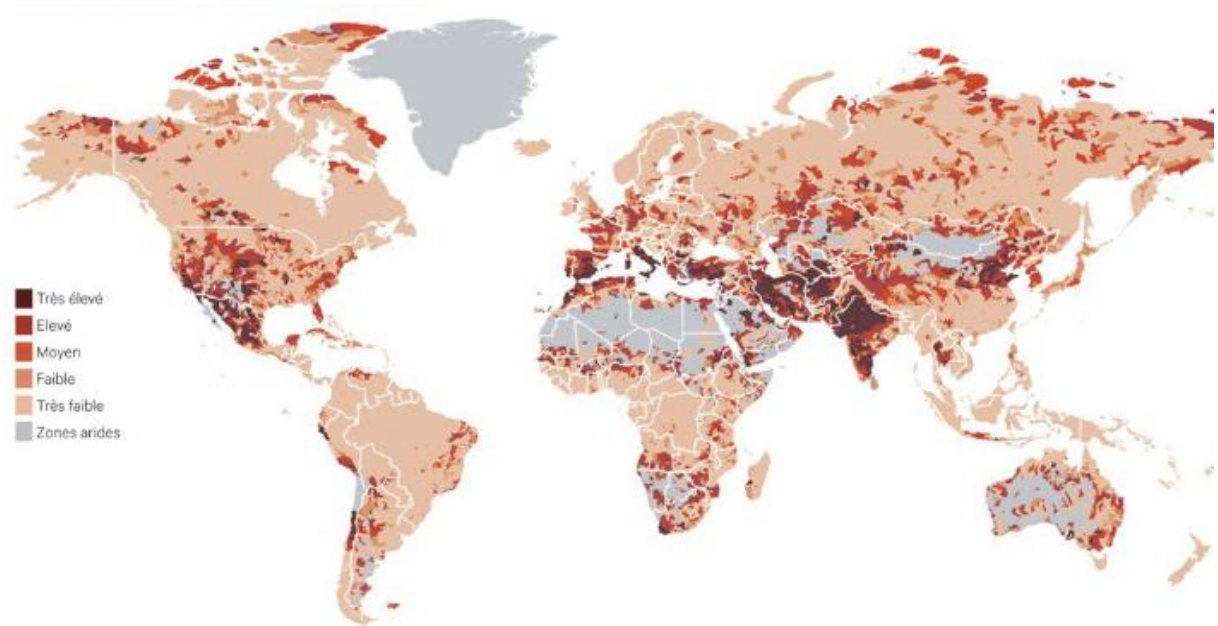 Très élevé
Elevé
Moyen
Faible
Très faible
Zones arides